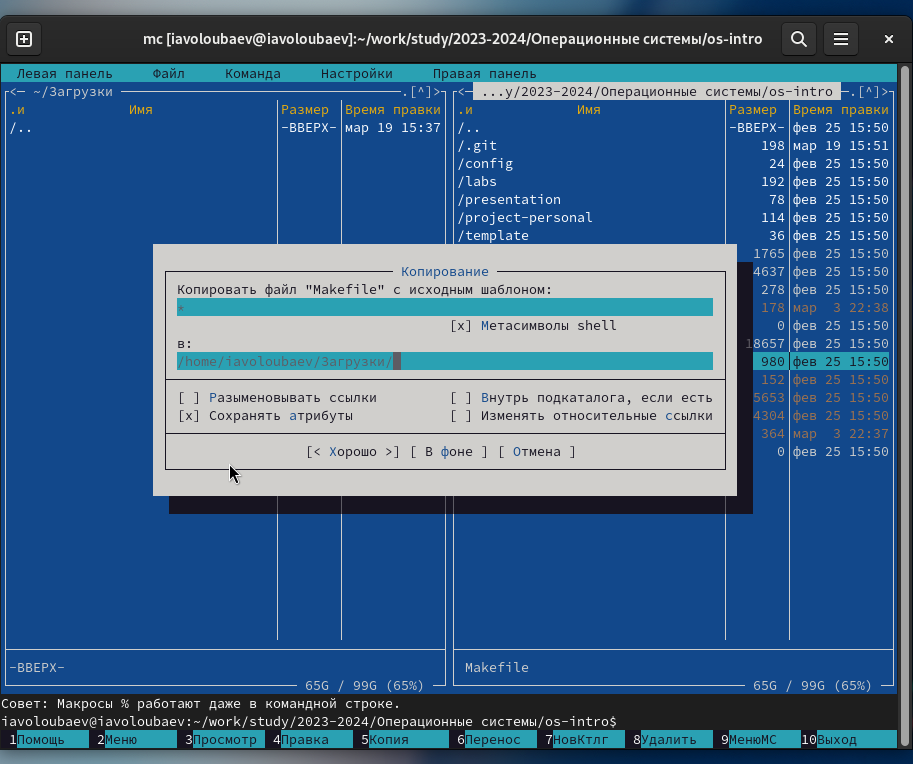 mc [iavoloubaev@iavoloubaev]:~/work/study/2023-2024/Операционные системы/os-intro
Левая панель Файл Команда Настройки Правая панель
<— ~/Загрузки .[^]> <— ...y/2023-2024/Операционные системы/os-intro .[^]>
.и Имя Размер Время правки .и Имя Размер Время правки
/.. -ВВЕРХ- мар 19 15:37 /.. -ВВЕРХ- фев 25 15:50
/.git 198 мар 19 15:51
/config 24 фев 25 15:50
/labs 192 фев 25 15:50
/presentation 78 фев 25 15:50
/project-personal 114 фев 25 15:50
/template 36 фев 25 15:50
1765 фев 25 15:50
Копирование 4637 фев 25 15:50
Копировать файл "Makefile" с исходным шаблоном: 278 фев 25 15:50
* 178 мар 3 22:38
[x] Метасимволы shell 0 фев 25 15:50
в: 18657 фев 25 15:50
/home/iavoloubaev/Загрузки/ 980 фев 25 15:50
152 фев 25 15:50
[ ] Разыменовывать ссылки [ ] Внутрь подкаталога, если есть 5653 фев 25 15:50
[x] Сохранять атрибуты [ ] Изменять относительные ссылки 4304 фев 25 15:50
364 мар 3 22:37
[< Хорошо >] [ В фоне ] [ Отмена ] 0 фев 25 15:50
-ВВЕРХ- Makefile
65G / 99G (65%) 65G / 99G (65%)
Совет: Макросы % работают даже в командной строке.
iavoloubaev@iavoloubaev:~/work/study/2023-2024/Операционные системы/os-intro$
1Помощь 2Меню 3Просмотр 4Правка 5Копия 6Перенос 7НовКтлг 8Удалить 9МенюМС 10Выход